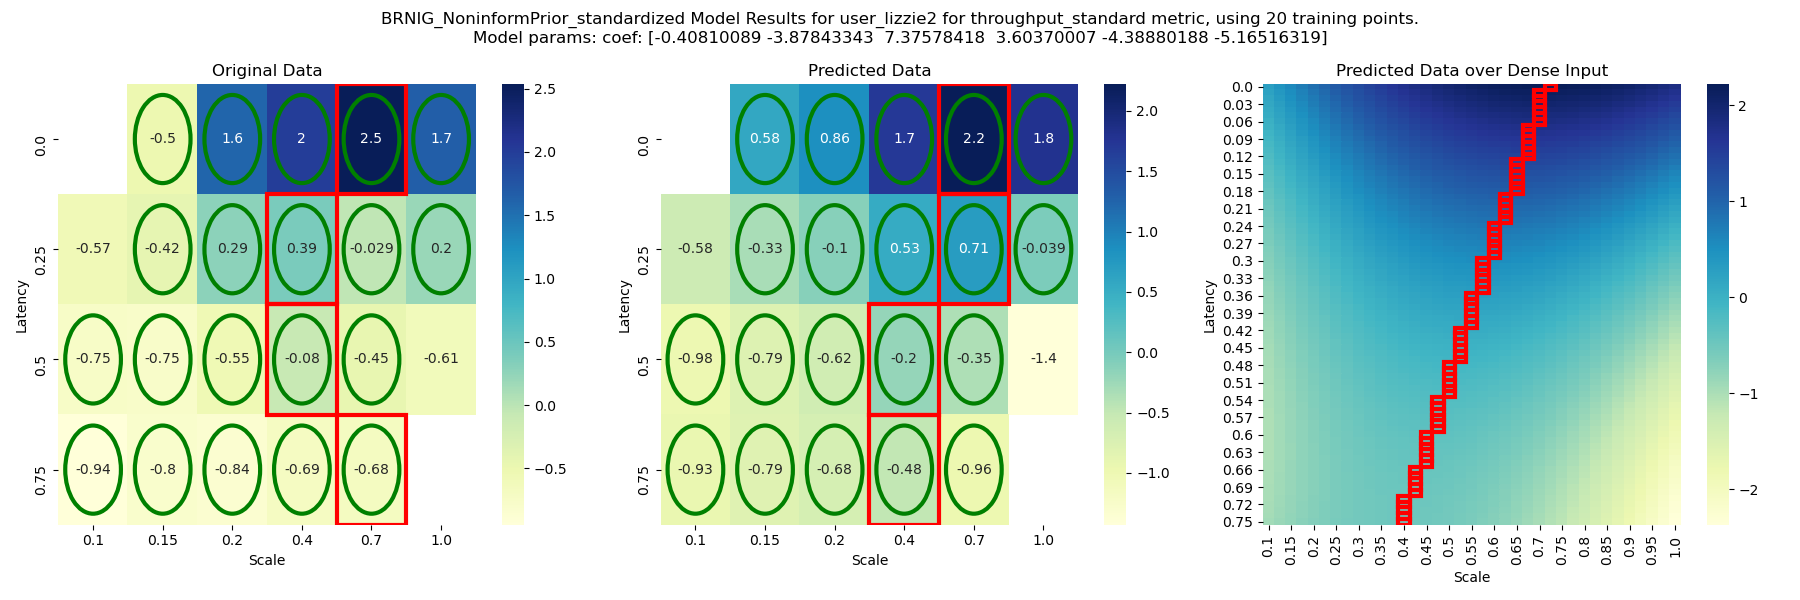 BRNIG_NoninformPrior_standardized Model Results for user_lizzie2 for throughput_standard metric, using 20 training points.
Model params: coef: [-0.40810089 -3.87843343  7.37578418  3.60370007 -4.38880188 -5.16516319]
Original Data
Latency
0.0
-0.5 1.6 2 2.5 1.7
0.25
-0.57 -0.42 0.29 0.39 -0.029 0.2
0.5
-0.75 -0.75 -0.55 -0.08 -0.45 -0.61
0.75
-0.94 -0.8 -0.84 -0.69 -0.68
0.1 0.15 0.2 0.4 0.7 1.0
Scale
2.5
2.0
1.5
1.0
0.5
0.0
−0.5
Predicted Data
Latency
0.0
0.58 0.86 1.7 2.2 1.8
0.25
-0.58 -0.33 -0.1 0.53 0.71 -0.039
0.5
-0.98 -0.79 -0.62 -0.2 -0.35 -1.4
0.75
-0.93 -0.79 -0.68 -0.48 -0.96
0.1 0.15 0.2 0.4 0.7 1.0
Scale
2.0
1.5
1.0
0.5
0.0
−0.5
−1.0
Predicted Data over Dense Input
Latency
0.0
0.03
0.06
0.09
0.12
0.15
0.18
0.21
0.24
0.27
0.3
0.33
0.36
0.39
0.42
0.45
0.48
0.51
0.54
0.57
0.6
0.63
0.66
0.69
0.72
0.75
0.1 0.15 0.2 0.25 0.3 0.35 0.4 0.45 0.5 0.55 0.6 0.65 0.7 0.75 0.8 0.85 0.9 0.95 1.0
Scale
2
1
0
−1
−2